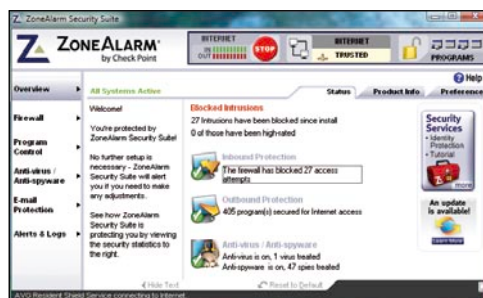 ZoneAlarm Security Suite
ZONEALARM®
by Check Point
INTERNET
IN
OUT
STOP
INTERNET
TRUSTED
PROGRAMS
Help
Overview
All Systems Active
Status
Product Info
Preference
Firewall
Program
Control
Anti-virus /
Anti-spyware
E-mail
Protection
Alerts & Logs
Welcome!
You're protected by
ZoneAlarm Security Suite!
No further setup is
necessary - ZoneAlarm
Security Suite will alert
you if you need to make
any adjustments.
See how ZoneAlarm
Security Suite is
protecting you by viewing
the security statistics to
the right.
Blocked Intrusions
27 Intrusions have been blocked since install
0 of those have been high-rated
Inbound Protection
The firewall has blocked 27 access
attempts
Outbound Protection
405 program(s) secured for Internet access
Anti-virus / Anti-spyware
Anti-virus is on, 1 virus treated
Anti-spyware is on, 47 spies treated
Security
Services
• Identity
Protection
• Tutorial
more
An update
is available!
Learn More
Hide Text
Reset to Default
AVG Resident Shield Service connecting to Internet